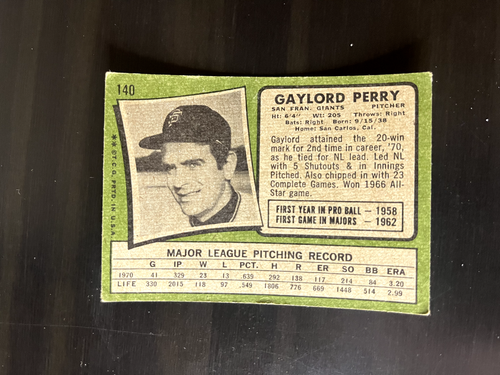 140
GAYLORD PERRY
SAN FRAN. GIANTS PITCHER
Ht: 6'4" Wt: 205 Throws: Right
Bats: Right Born: 9/15/38
Home: San Carlos, Cal.
Gaylord attained the 20-win
mark for 2nd time in career, '70,
as he tied for NL lead. Led NL
with 5 Shutouts & in Innings
Pitched. Also chipped in with 23
Complete Games. Won 1966 All-
Star game.
FIRST YEAR IN PRO BALL — 1958
FIRST GAME IN MAJORS — 1962
SF
** © T.C.G. PRTD. IN U.S.A.
MAJOR LEAGUE PITCHING RECORD
G IP W L PCT. H R ER SO BB ERA
1970 41 329 23 13 .639 292 138 117 214 84 3.20
LIFE 330 2015 118 97 .549 1806 776 669 1448 514 2.99